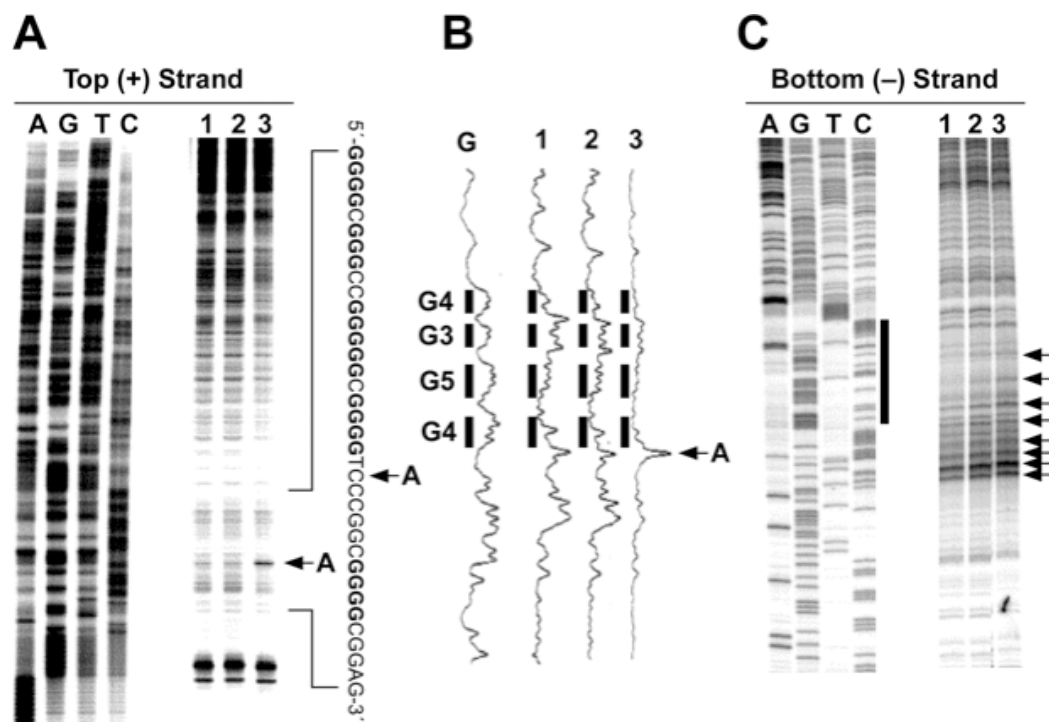 A
B
C
Top (+) Strand
Bottom (–) Strand
A G T C 1 2 3
G 1 2 3
A G T C 1 2 3
5´-GGGGCGGGCCGGGGGCGGGGTCCCGGCGGGGCGGAG-3´
G4
G3
G5
G4
A
A
A